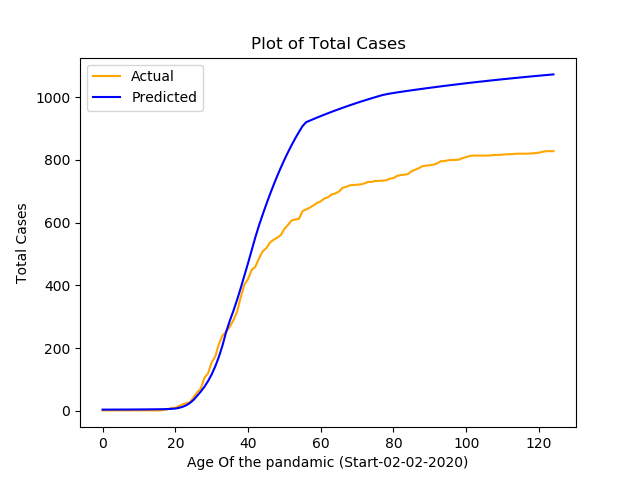 Plot of Total Cases
Actual
Predicted
1000
800
600
400
200
0
Total Cases
0 20 40 60 80 100 120
Age Of the pandamic (Start-02-02-2020)